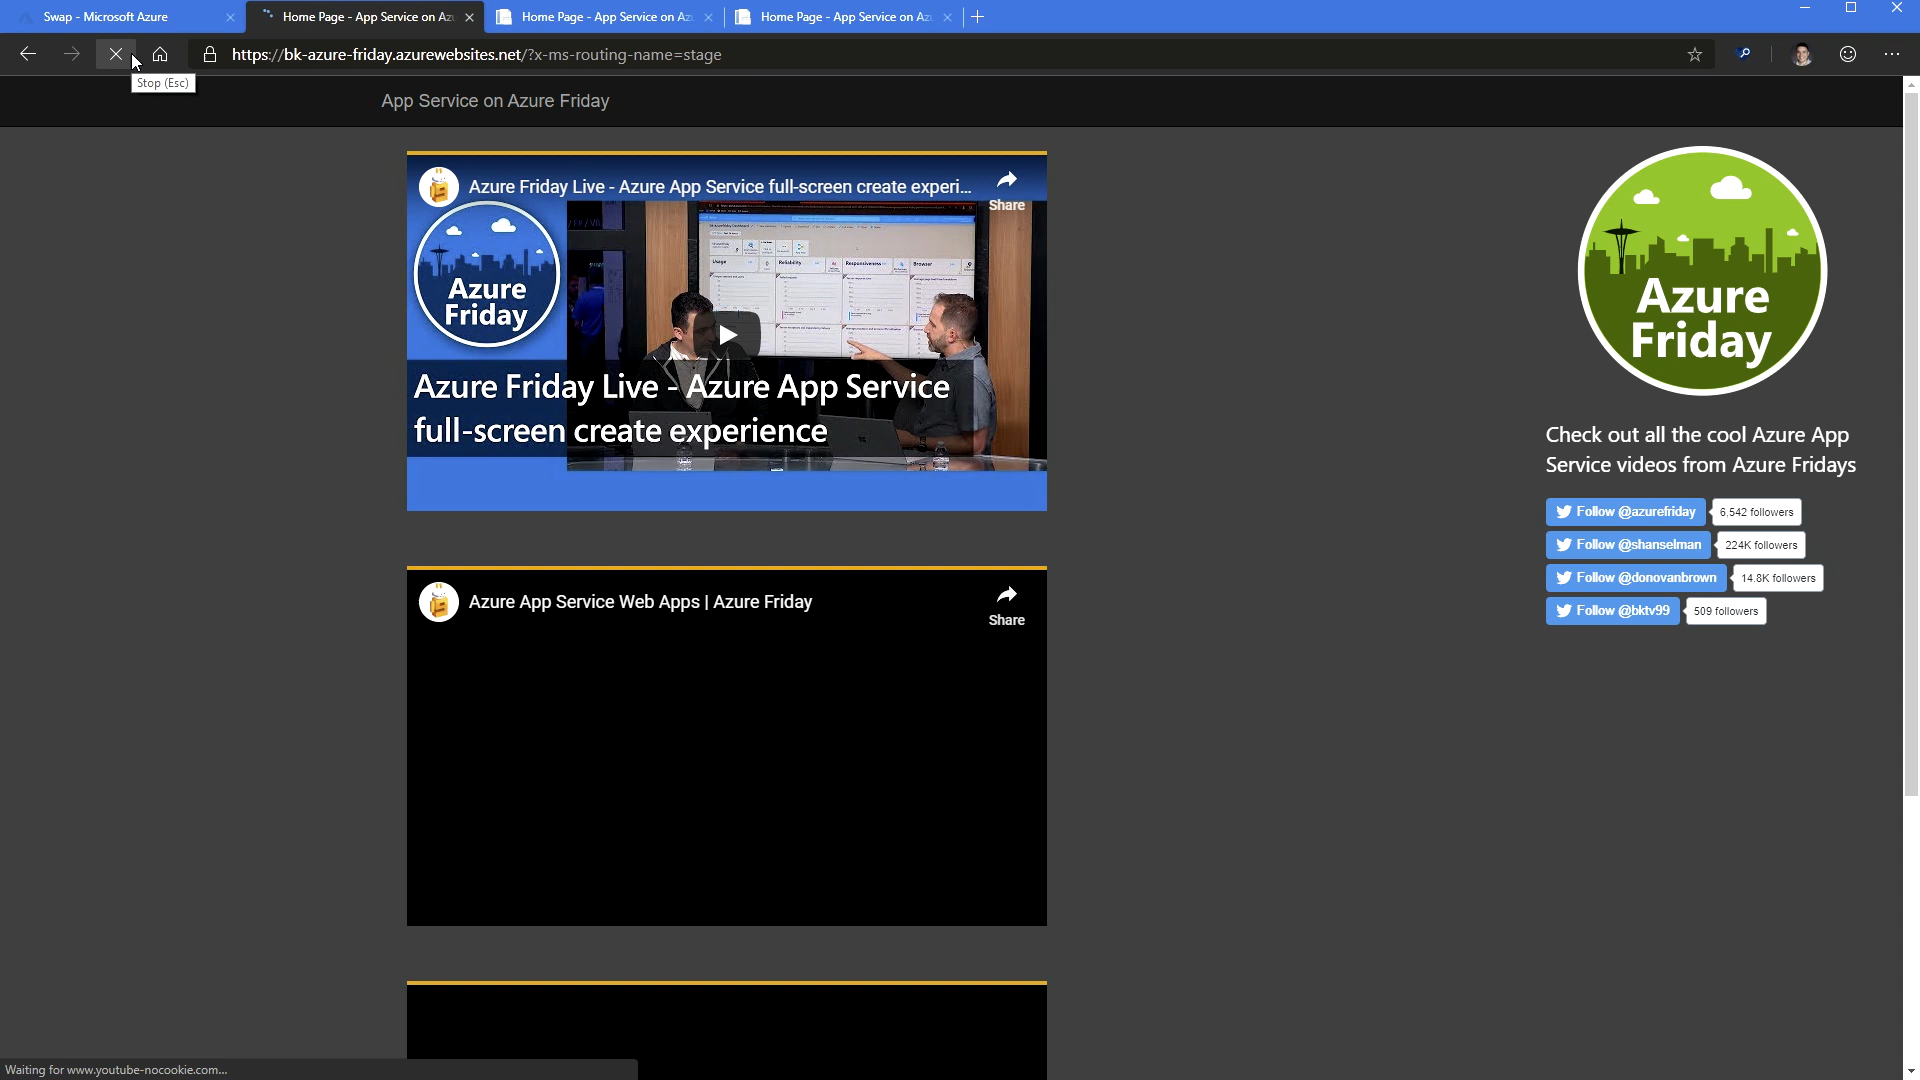 Swap - Microsoft Azure
Home Page - App Service on Az
Home Page - App Service on Az
Home Page - App Service on Az
https://bk-azure-friday.azurewebsites.net/?x-ms-routing-name=stage
Stop (Esc)
App Service on Azure Friday
Azure Friday Live - Azure App Service full-screen create experi...
Share
Usage
Reliability
Responsiveness
Browser
Azure
Friday
Azure Friday Live - Azure App Service
full-screen create experience
Azure App Service Web Apps | Azure Friday
Share
Azure
Friday
Check out all the cool Azure App
Service videos from Azure Fridays
Follow @azurefriday
6,542 followers
Follow @shanselman
224K followers
Follow @donovanbrown
14.8K followers
Follow @bktv99
509 followers
Waiting for www.youtube-nocookie.com...